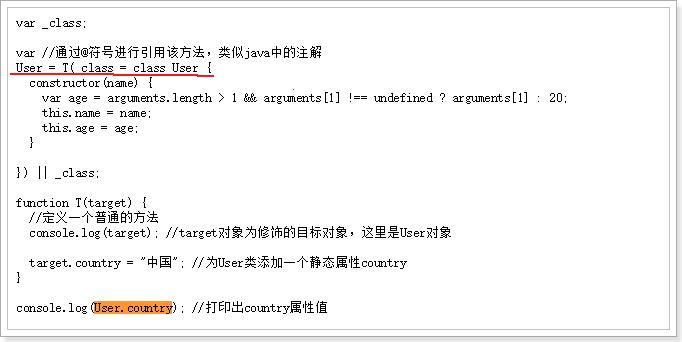 var _class;
var //通过@符号进行引用该方法，类似java中的注解
User = T(_class = class User {
constructor(name) {
var age = arguments.length > 1 && arguments[1] !== undefined ? arguments[1] : 20;
this.name = name;
this.age = age;
}
}) || _class;
function T(target) {
//定义一个普通的方法
console.log(target); //target对象为修饰的目标对象，这里是User对象
target.country = "中国"; //为User类添加一个静态属性country
}
console.log(User.country); //打印出country属性值